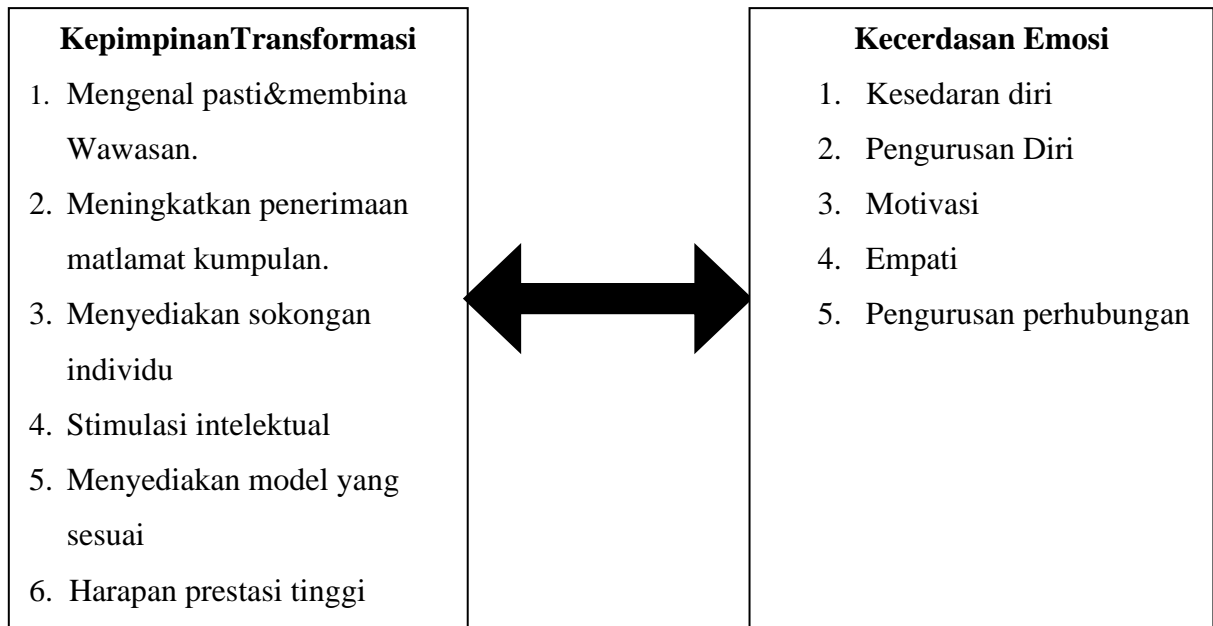 KepimpinanTransformasi
1. Mengenal pasti&membina
Wawasan.
2. Meningkatkan penerimaan
matlamat kumpulan.
3. Menyediakan sokongan
individu
4. Stimulasi intelektual
5. Menyediakan model yang
sesuai
6. Harapan prestasi tinggi
Kecerdasan Emosi
1. Kesedaran diri
2. Pengurusan Diri
3. Motivasi
4. Empati
5. Pengurusan perhubungan